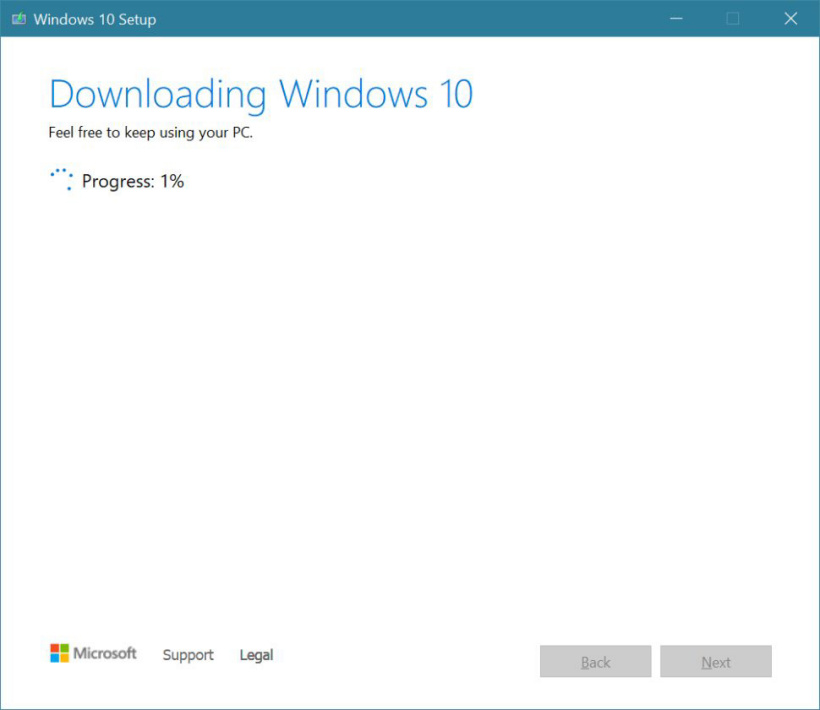 Windows 10 Setup
Downloading Windows 10
Feel free to keep using your PC.
Progress: 1%
Microsoft Support Legal Back Next